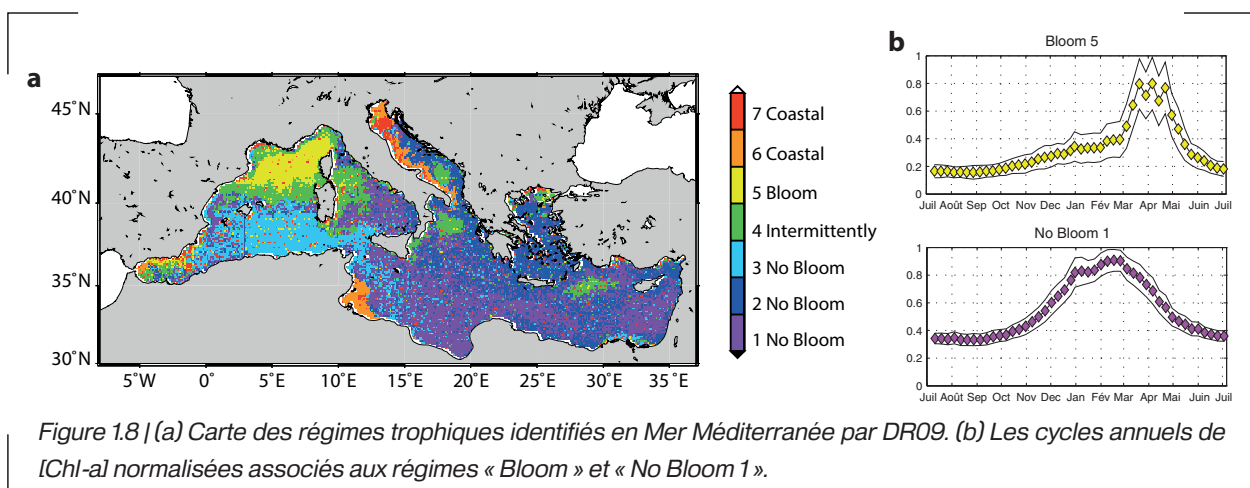 a
45°N
40°N
35°N
30°N
5°W
0°
5°E
10°E
15°E
20°E
25°E
30°E
35°E
7 Coastal
6 Coastal
5 Bloom
4 Intermittently
3 No Bloom
2 No Bloom
1 No Bloom
b
Bloom 5
1
0.8
0.6
0.4
0.2
0
Juil Août Sep Oct Nov Dec Jan Fév Mar Avr Mai Juin Juil
No Bloom 1
1
0.8
0.6
0.4
0.2
0
Juil Août Sep Oct Nov Dec Jan Fév Mar Avr Mai Juin Juil
Figure 1.8 | (a) Carte des régimes trophiques identifiés en Mer Méditerranée par DR09. (b) Les cycles annuels de
[Chl-a] normalisées associés aux régimes « Bloom » et « No Bloom 1 ».